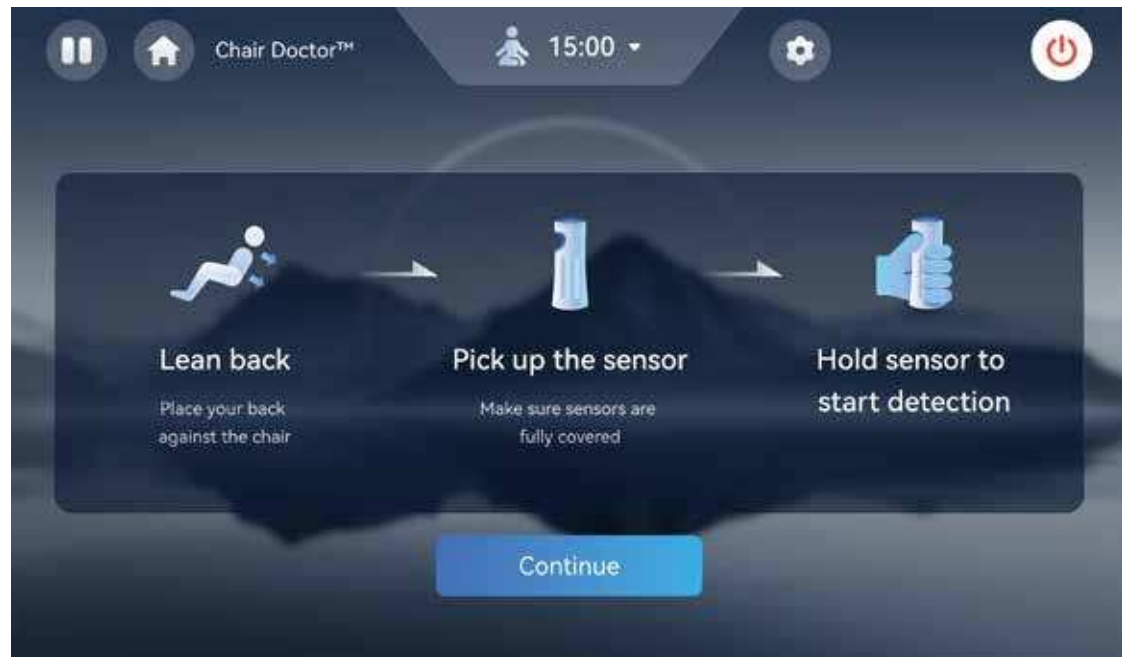 Chair Doctor™
15:00
Lean back
Place your back
against the chair
Pick up the sensor
Make sure sensors are
fully covered
Hold sensor to
start detection
Continue